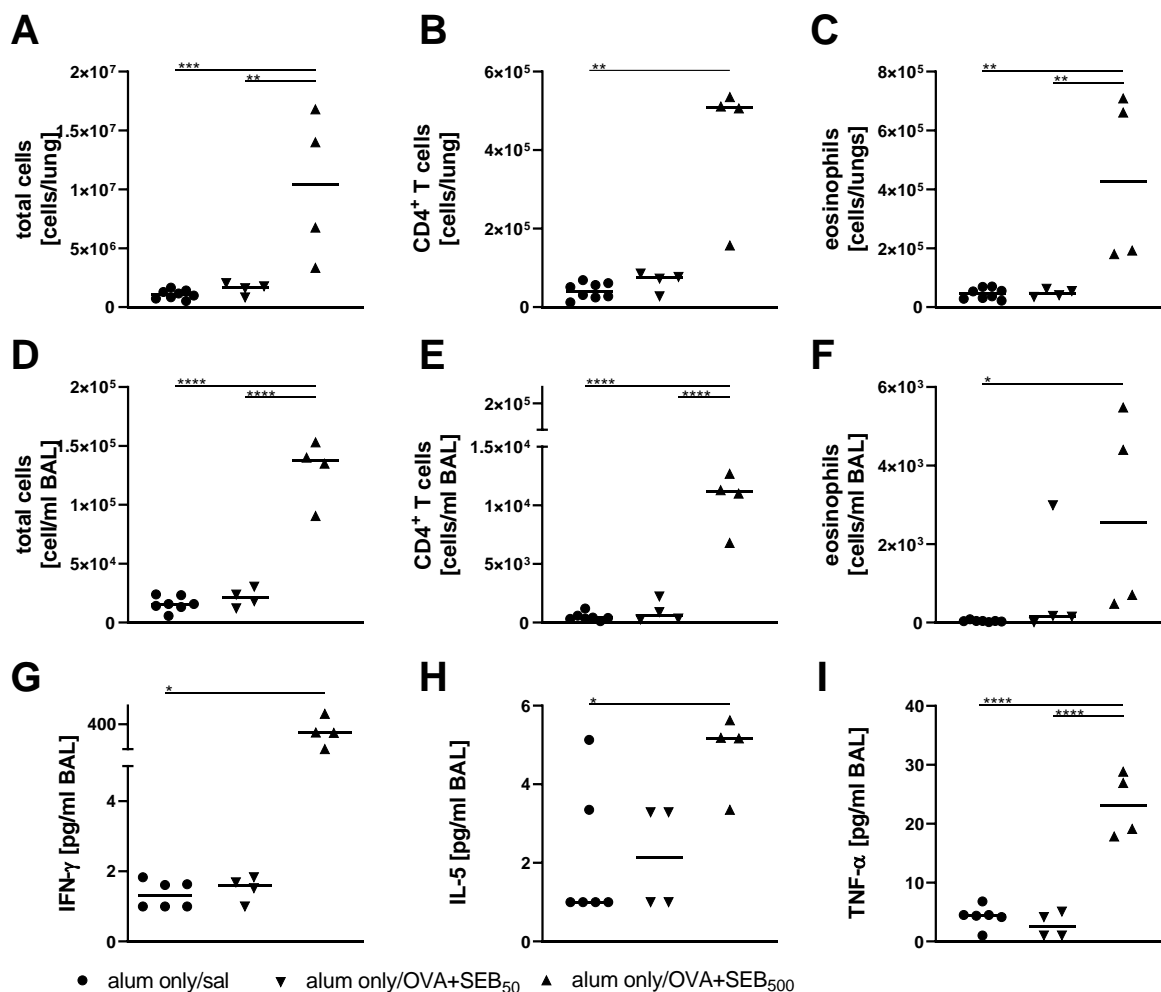 A
***
**
2×10⁷
1.5×10⁷
1×10⁷
5×10⁶
0
total cells
[cells/lung]
B
**
6×10⁵
4×10⁵
2×10⁵
0
CD4⁺ T cells
[cells/lung]
C
**
**
8×10⁵
6×10⁵
4×10⁵
2×10⁵
0
eosinophils
[cells/lungs]
D
****
****
2×10⁵
1.5×10⁵
1×10⁵
5×10⁴
0
total cells
[cell/ml BAL]
E
****
****
2×10⁵
1.5×10⁴
1×10⁴
5×10³
0
CD4⁺ T cells
[cells/ml BAL]
F
*
6×10³
4×10³
2×10³
0
eosinophils
[cells/ml BAL]
G
*
400
4
2
0
IFN-γ [pg/ml BAL]
H
*
6
4
2
0
IL-5 [pg/ml BAL]
I
****
****
40
30
20
10
0
TNF-α [pg/ml BAL]
alum only/sal
alum only/OVA+SEB₅₀
alum only/OVA+SEB₅₀₀